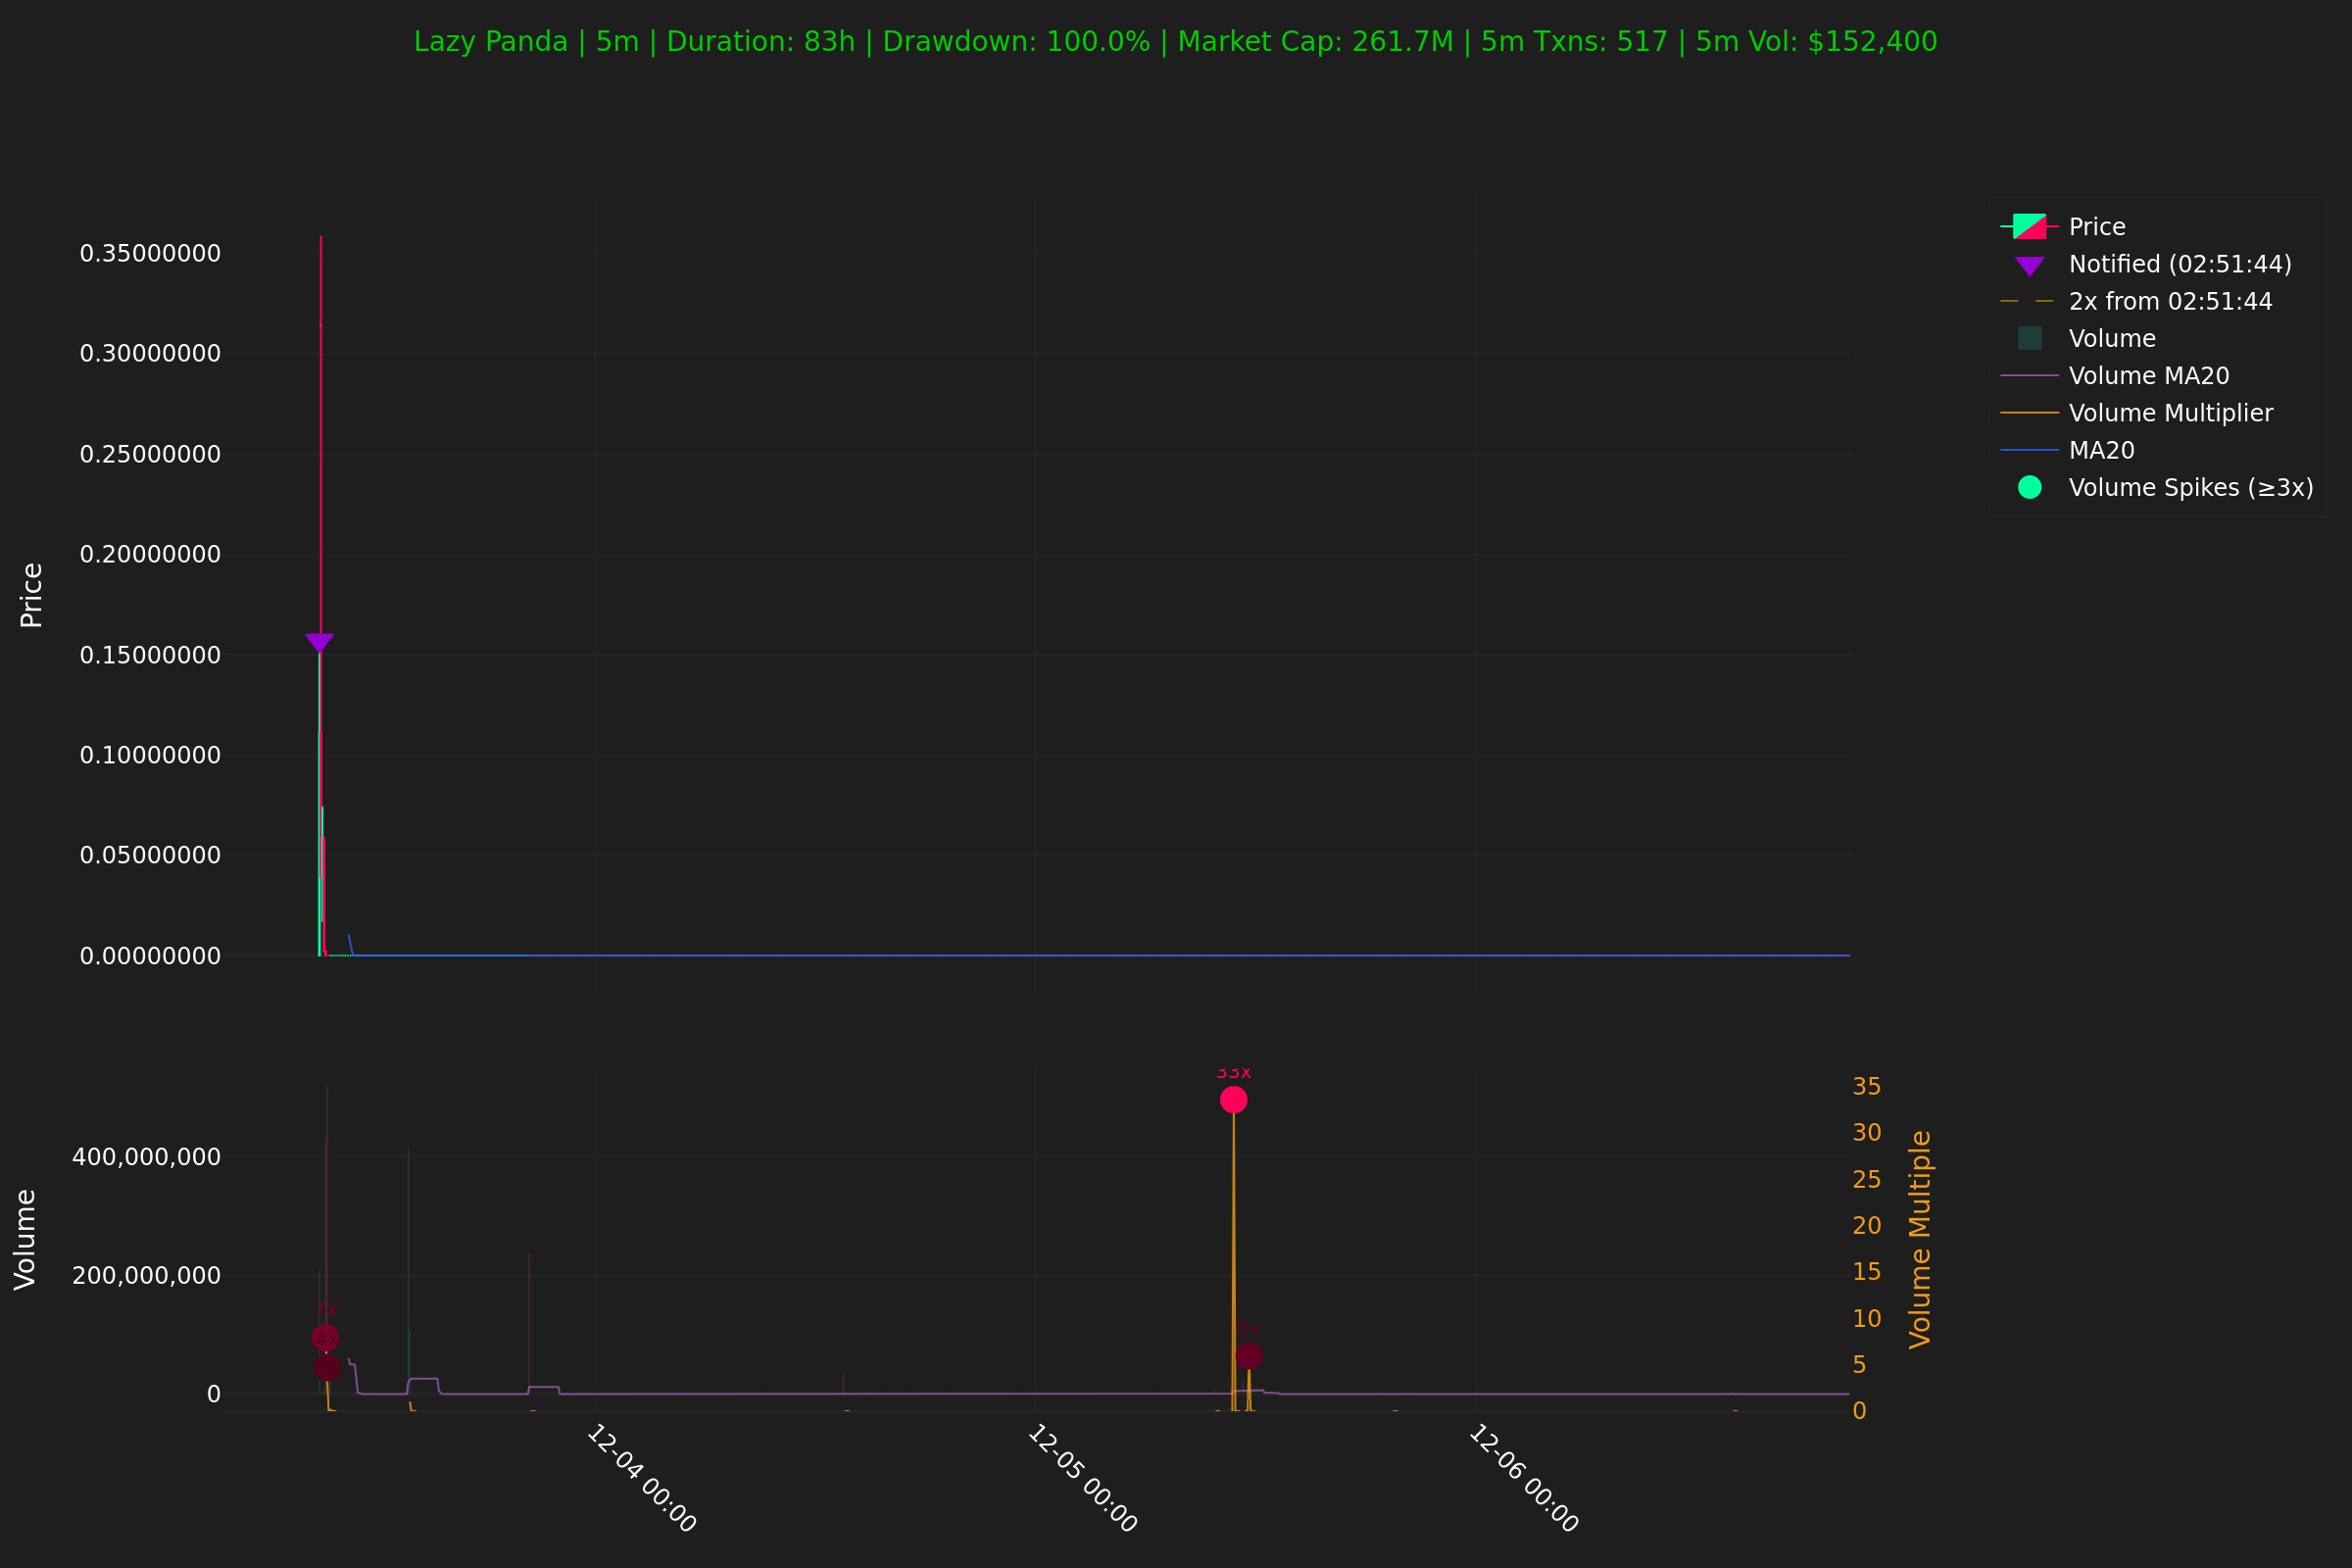 Lazy Panda | 5m | Duration: 83h | Drawdown: 100.0% | Market Cap: 261.7M | 5m Txns: 517 | 5m Vol: $152,400
Price
Notified (02:51:44)
2x from 02:51:44
Volume
Volume MA20
Volume Multiplier
MA20
Volume Spikes (≥3x)
Price
0.35000000
0.30000000
0.25000000
0.20000000
0.15000000
0.10000000
0.05000000
0.00000000
Volume
400,000,000
200,000,000
0
7x
4x
33x
5x
35
30
25
20
15
10
5
0
Volume Multiple
12-04 00:00
12-05 00:00
12-06 00:00